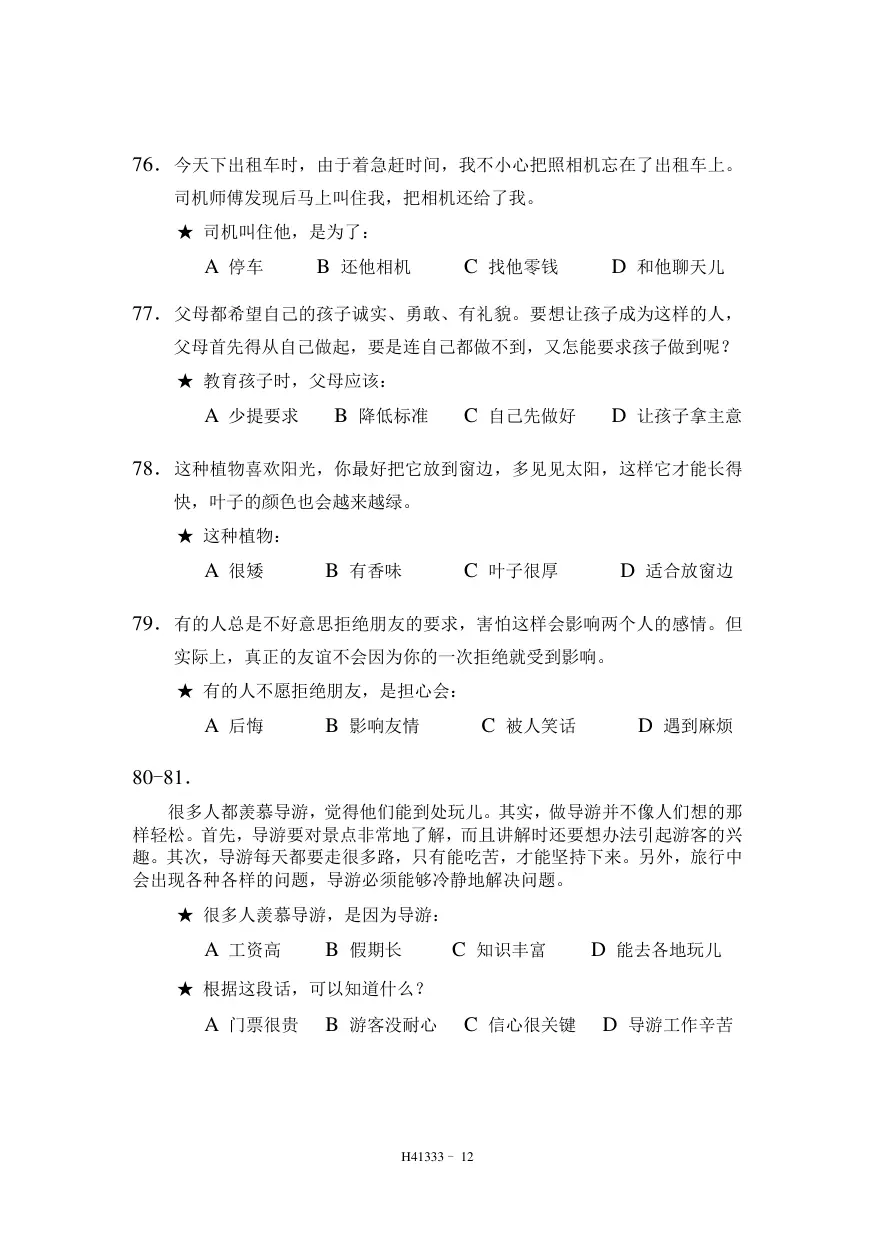 76．今天下出租车时，由于着急赶时间，我不小心把照相机忘在了出租车上。
司机师傅发现后马上叫住我，把相机还给了我。
★ 司机叫住他，是为了：
A 停车 B 还他相机 C 找他零钱 D 和他聊天儿
77．父母都希望自己的孩子诚实、勇敢、有礼貌。要想让孩子成为这样的人，
父母首先得从自己做起，要是连自己都做不到，又怎能要求孩子做到呢？
★ 教育孩子时，父母应该：
A 少提要求 B 降低标准 C 自己先做好 D 让孩子拿主意
78．这种植物喜欢阳光，你最好把它放到窗边，多见见太阳，这样它才能长得
快，叶子的颜色也会越来越绿。
★ 这种植物：
A 很矮 B 有香味 C 叶子很厚 D 适合放窗边
79．有的人总是不好意思拒绝朋友的要求，害怕这样会影响两个人的感情。但
实际上，真正的友谊不会因为你的一次拒绝就受到影响。
★ 有的人不愿拒绝朋友，是担心会：
A 后悔 B 影响友情 C 被人笑话 D 遇到麻烦
80-81．
很多人都羡慕导游，觉得他们能到处玩儿。其实，做导游并不像人们想的那
样轻松。首先，导游要对景点非常地了解，而且讲解时还要想办法引起游客的兴
趣。其次，导游每天都要走很多路，只有能吃苦，才能坚持下来。另外，旅行中
会出现各种各样的问题，导游必须能够冷静地解决问题。
★ 很多人羡慕导游，是因为导游：
A 工资高 B 假期长 C 知识丰富 D 能去各地玩儿
★ 根据这段话，可以知道什么？
A 门票很贵 B 游客没耐心 C 信心很关键 D 导游工作辛苦
H41333﹣ 12